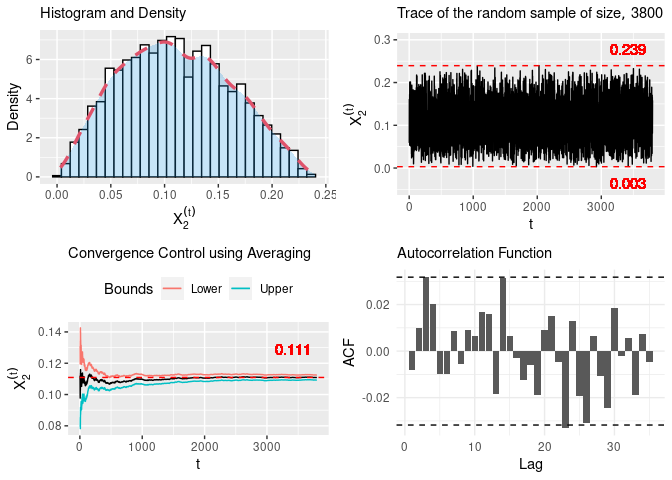 Histogram and Density
Density
6
4
2
0
0.00 0.05 0.10 0.15 0.20 0.25
X₂⁽ᵗ⁾
Trace of the random sample of size, 3800
X₂⁽ᵗ⁾
0.3
0.2
0.1
0.0
0.239
0.003
0 1000 2000 3000
t
Convergence Control using Averaging
Bounds Lower Upper
X₂⁽ᵗ⁾
0.14
0.12
0.10
0.08
0.111
0 1000 2000 3000
t
Autocorrelation Function
ACF
0.02
0.00
-0.02
0 10 20 30
Lag